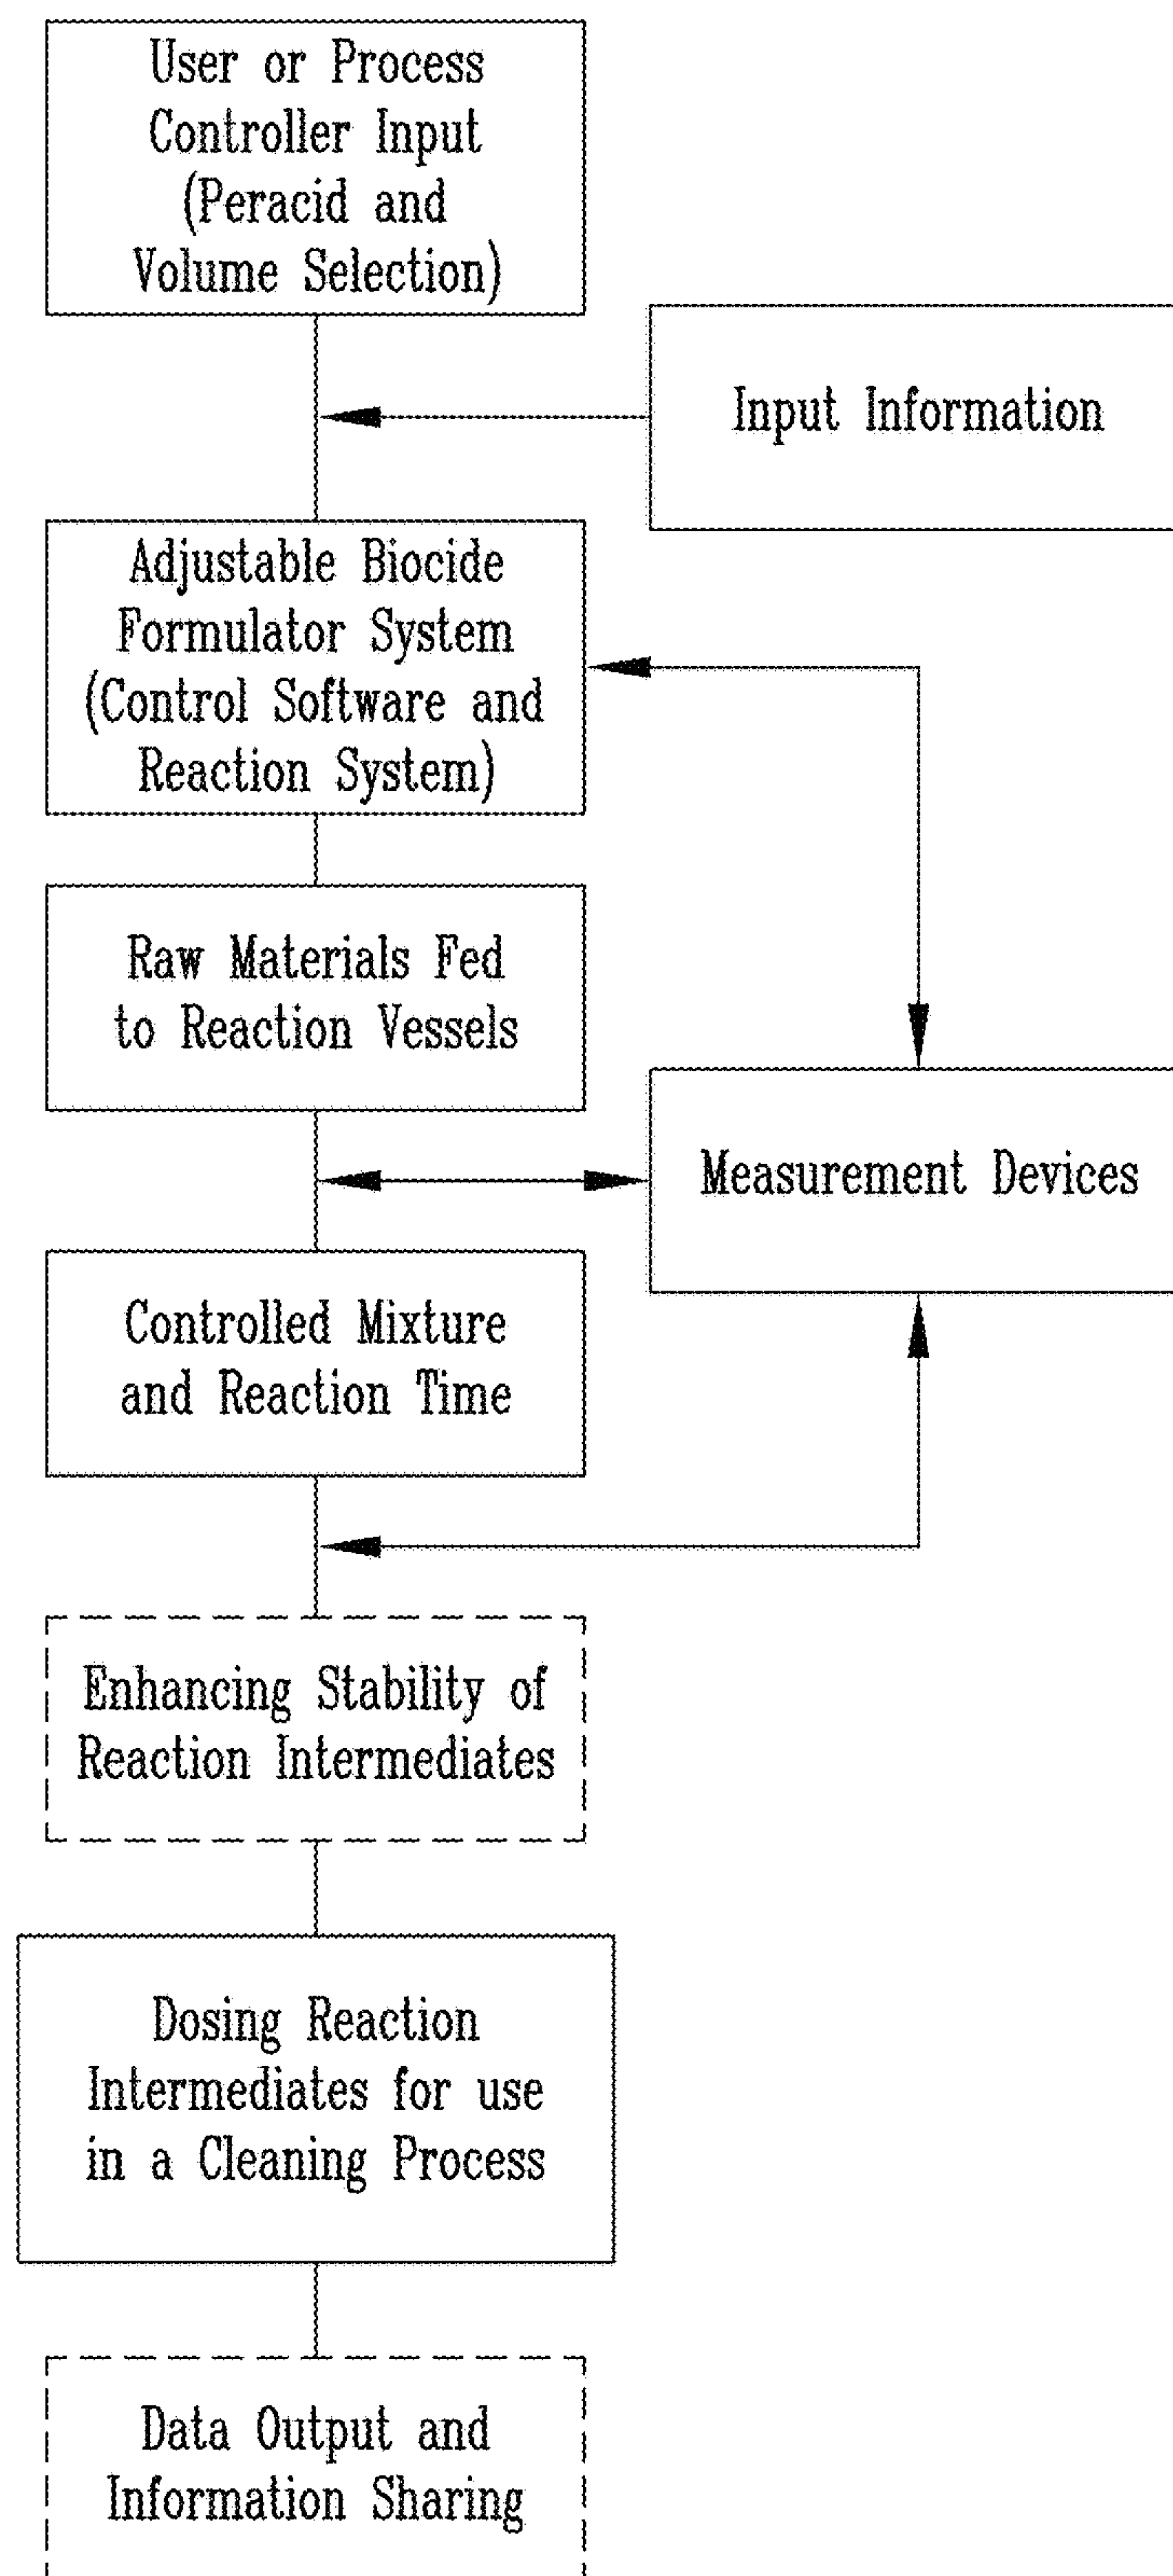 User or Process
Controller Input
(Peracid and
Volume Selection)
Input Information
Adjustable Biocide
Formulator System
(Control Software and
Reaction System)
Raw Materials Fed
to Reaction Vessels
Measurement Devices
Controlled Mixture
and Reaction Time
Enhancing Stability of
Reaction Intermediates
Dosing Reaction
Intermediates for use
in a Cleaning Process
Data Output and
Information Sharing